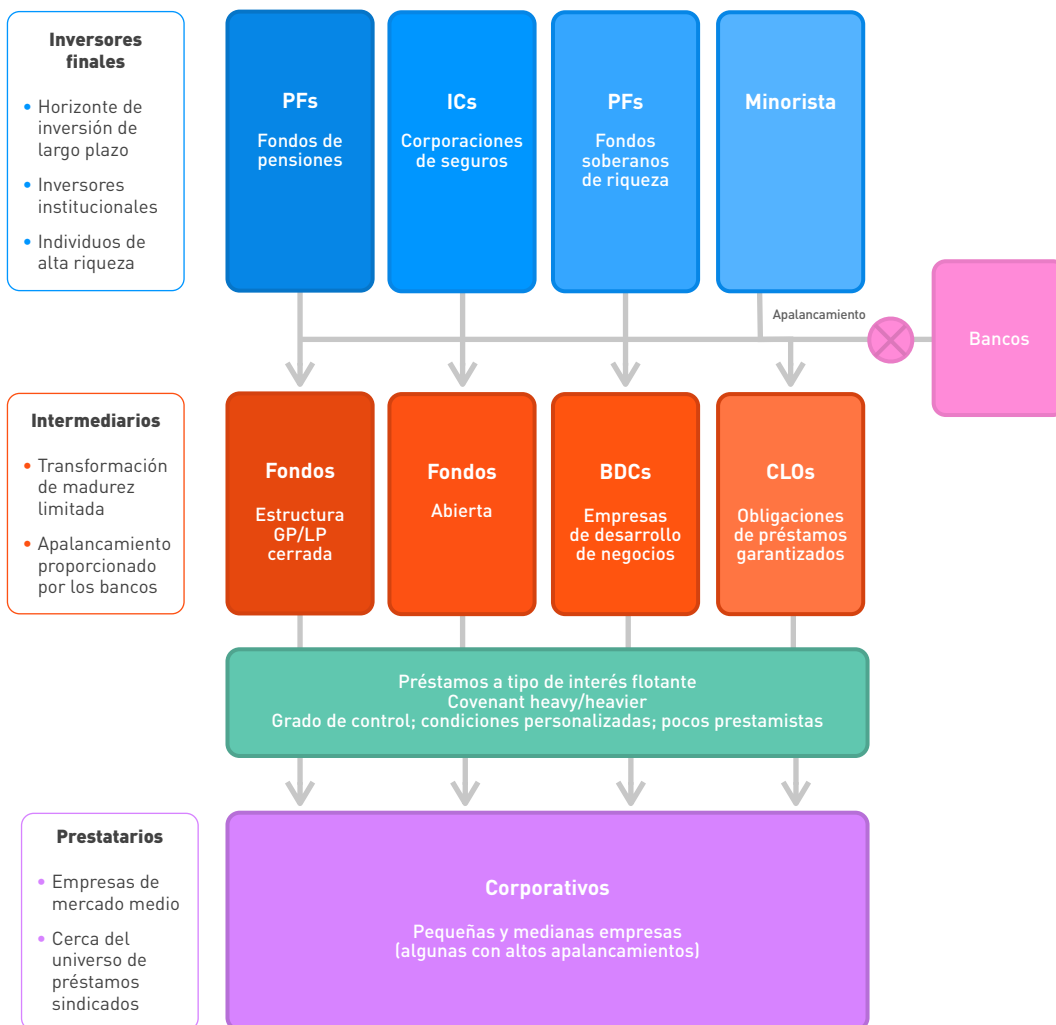 Inversores
finales
• Horizonte de
inversión de
largo plazo
• Inversores
institucionales
• Individuos de
alta riqueza
PFs
Fondos de
pensiones
ICs
Corporaciones
de seguros
PFs
Fondos
soberanos
de riqueza
Minorista
Apalancamiento
Bancos
Intermediarios
• Transformación
de madurez
limitada
• Apalancamiento
proporcionado
por los bancos
Fondos
Estructura
GP/LP
cerrada
Fondos
Abierta
BDCs
Empresas
de desarrollo
de negocios
CLOs
Obligaciones
de préstamos
garantizados
Préstamos a tipo de interés flotante
Covenant heavy/heavier
Grado de control; condiciones personalizadas; pocos prestamistas
Prestatarios
• Empresas de
mercado medio
• Cerca del
universo de
préstamos
sindicados
Corporativos
Pequeñas y medianas empresas
(algunas con altos apalancamientos)